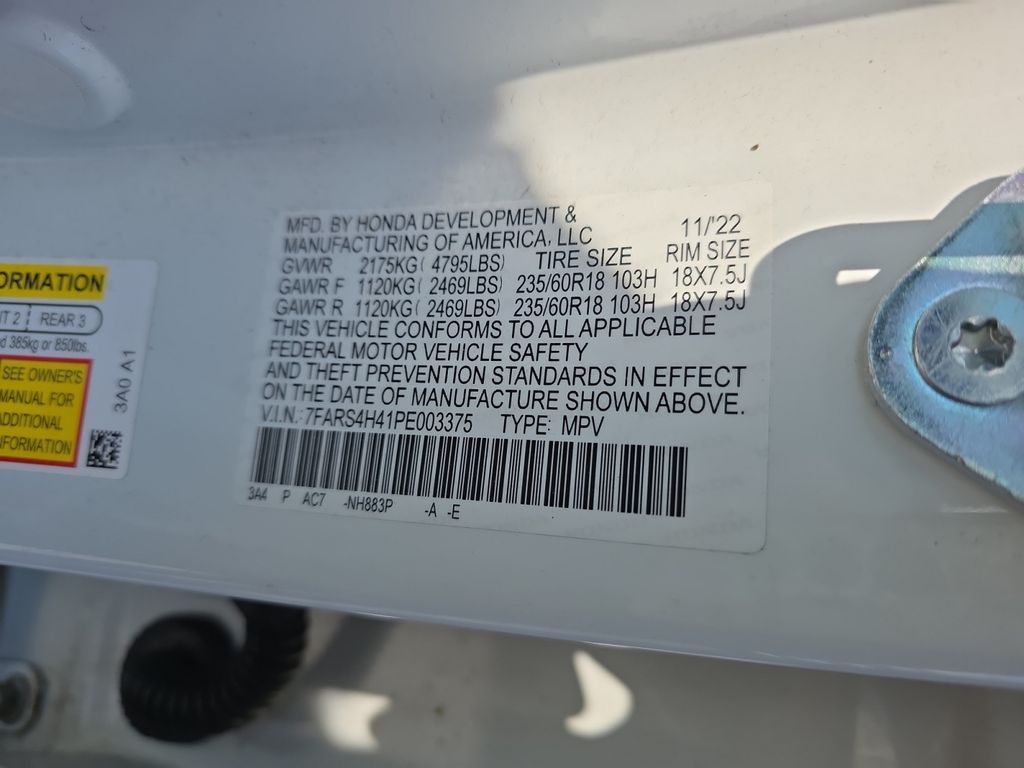 MFD. BY HONDA DEVELOPMENT &
MANUFACTURING OF AMERICA, LLC 11/'22
GVWR 2175KG( 4795LBS) TIRE SIZE RIM SIZE
GAWR F 1120KG( 2469LBS) 235/60R18 103H 18X7.5J
GAWR R 1120KG( 2469LBS) 235/60R18 103H 18X7.5J
THIS VEHICLE CONFORMS TO ALL APPLICABLE
FEDERAL MOTOR VEHICLE SAFETY
AND THEFT PREVENTION STANDARDS IN EFFECT
ON THE DATE OF MANUFACTURE SHOWN ABOVE.
V.I.N.:7FARS4H41PE003375 TYPE: MPV
3A4 P AC7 -NH883P -A -E
2 REAR 3
385kg or 850lbs.
SEE OWNER'S
MANUAL FOR
3A0 A1